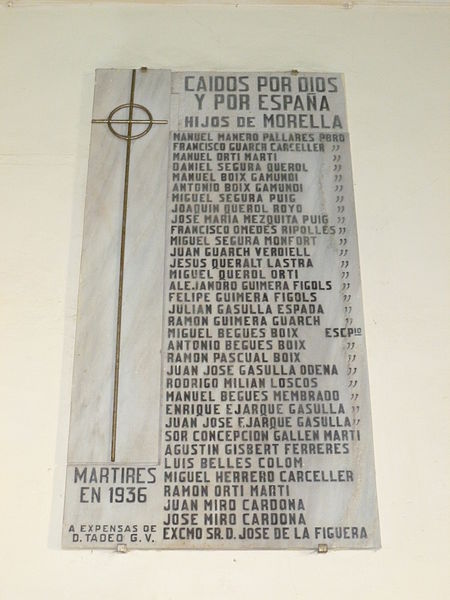 CAIDOS POR DIOS
Y POR ESPAÑA
HIJOS DE MORELLA
MANUEL MAÑERO PALLARES PBRO
FRANCISCO GUARCH CARCELLER ”
MANUEL ORTI MARTI ”
DANIEL SEGURA QUEROL ”
MANUEL BOIX GAMUNDI ”
ANTONIO BOIX GAMUNDI ”
MIGUEL SEGURA PUIG ”
JOAQUIN QUEROL ROYO ”
JOSE MARIA MEZQUITA PUIG ”
FRANCISCO OMEDES RIPOLLES ”
MIGUEL SEGURA MONFORT ”
JUAN GUARCH VERDIELL ”
JESUS QUERALT LASTRA ”
MIGUEL QUEROL ORTI ”
ALEJANDRO GUIMERA FIGOLS ”
FELIPE GUIMERA FIGOLS ”
JULIAN GASULLA ESPADA ”
RAMON GUIMERA GUARCH ”
MIGUEL BEGUES BOIX ESCPIO
ANTONIO BEGUES BOIX ”
RAMON PASCUAL BOIX ”
JUAN JOSE GASULLA ODENA ”
RODRIGO MILIAN LOSCOS ”
MANUEL BEGUES MEMBRADO ”
ENRIQUE EJARQUE GASULLA ”
JUAN JOSE EJARQUE GASULLA ”
SOR CONCEPCION GALLEN MARTI
AGUSTIN GISBERT FERRERES
LUIS BELLES COLOM
MIGUEL HERRERO CARCELLER
RAMON ORTI MARTI
JUAN MIRO CARDONA
JOSE MIRO CARDONA
EXCMO SR. D. JOSE DE LA FIGUERA
MARTIRES
EN 1936
A EXPENSAS DE
D. TADEO G. V.